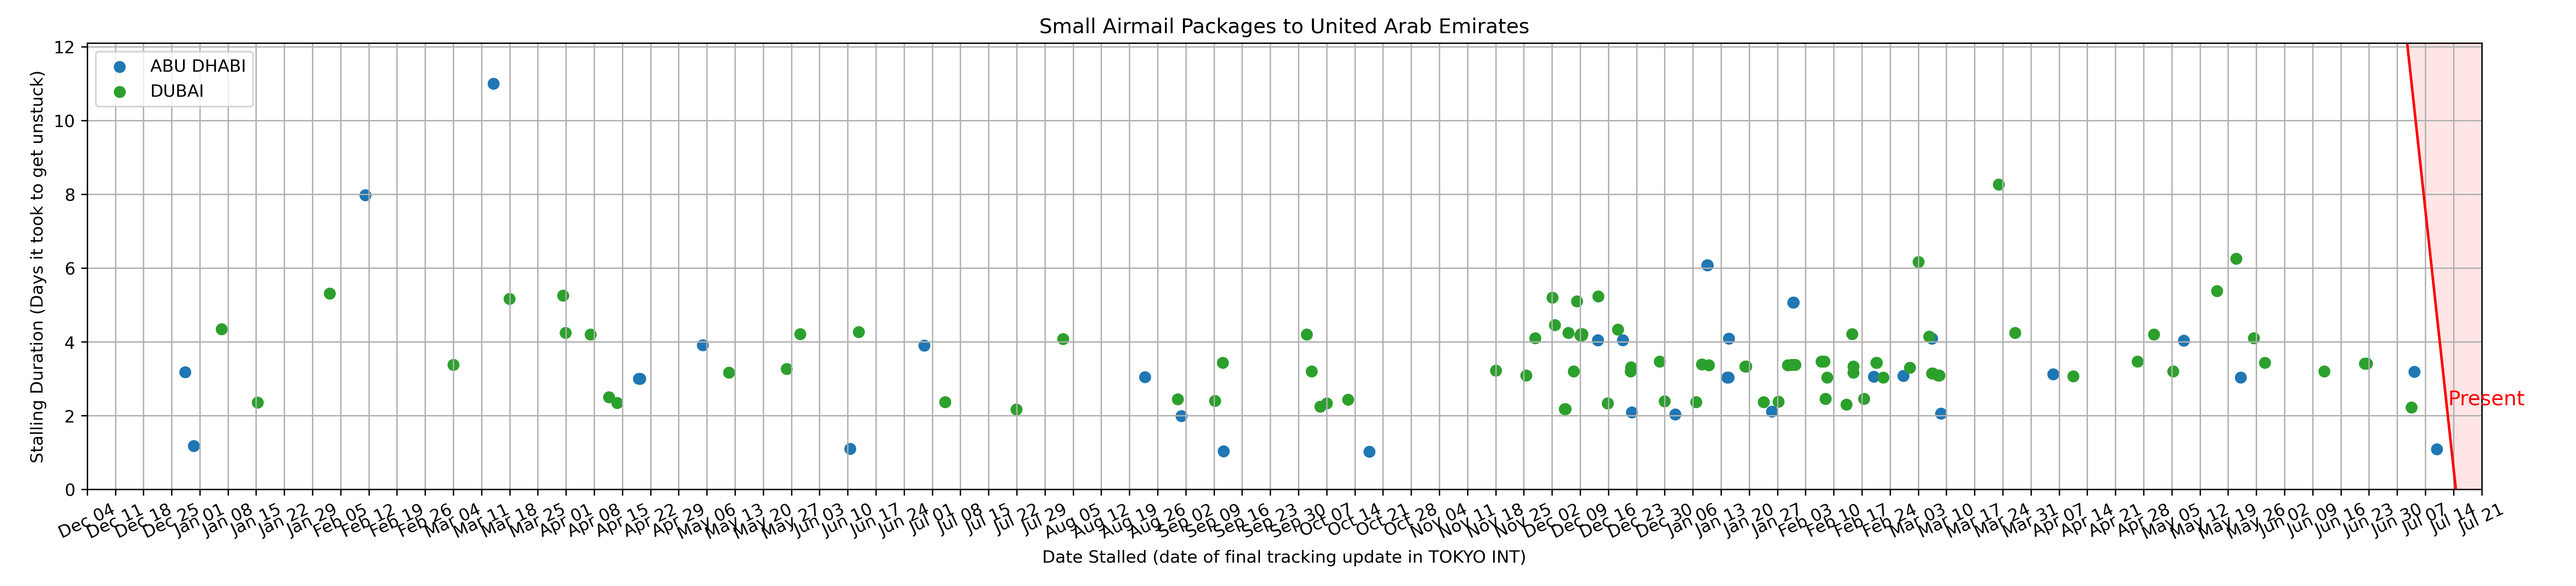 Small Airmail Packages to United Arab Emirates
ABU DHABI
DUBAI
Stalling Duration (Days it took to get unstuck)
12
10
8
6
4
2
0
Present
Dec 04 Dec 11 Dec 18 Dec 25 Jan 01 Jan 08 Jan 15 Jan 22 Jan 29 Feb 05 Feb 12 Feb 19 Feb 26 Mar 04 Mar 11 Mar 18 Mar 25 Apr 01 Apr 08 Apr 15 Apr 22 Apr 29 May 06 May 13 May 20 May 27 Jun 03 Jun 10 Jun 17 Jun 24 Jul 01 Jul 08 Jul 15 Jul 22 Jul 29 Aug 05 Aug 12 Aug 19 Aug 26 Sep 02 Sep 09 Sep 16 Sep 23 Sep 30 Oct 07 Oct 14 Oct 21 Oct 28 Nov 04 Nov 11 Nov 18 Nov 25 Dec 02 Dec 09 Dec 16 Dec 23 Dec 30 Jan 06 Jan 13 Jan 20 Jan 27 Feb 03 Feb 10 Feb 17 Feb 24 Mar 03 Mar 10 Mar 17 Mar 24 Mar 31 Apr 07 Apr 14 Apr 21 Apr 28 May 05 May 12 May 19 May 26 Jun 02 Jun 09 Jun 16 Jun 23 Jun 30 Jul 07 Jul 14 Jul 21
Date Stalled (date of final tracking update in TOKYO INT)